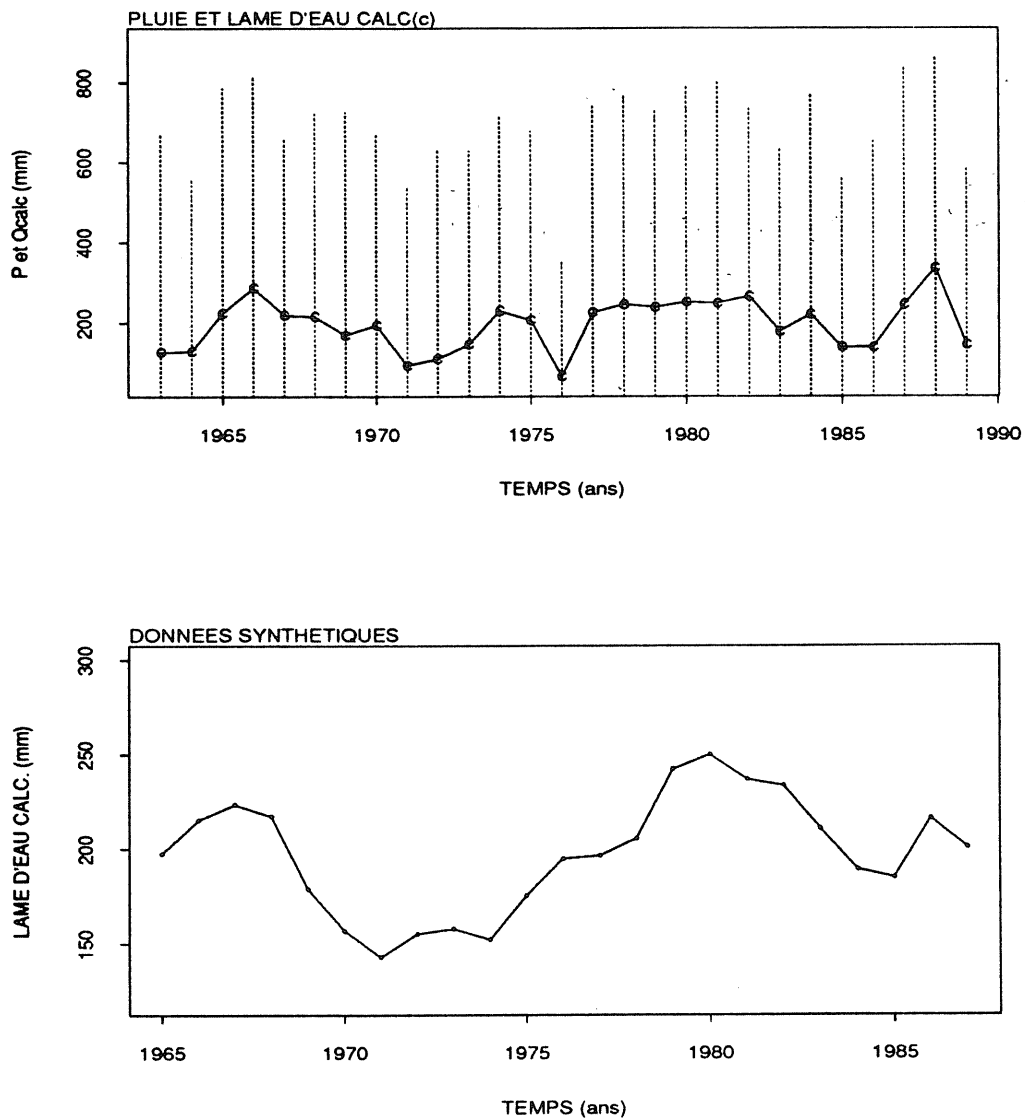 PLUIE ET LAME D'EAU CALC(c)
P et Qcalc (mm)
800
600
400
200
1965 1970 1975 1980 1985 1990
TEMPS (ans)
DONNEES SYNTHETIQUES
LAME D'EAU CALC. (mm)
300
250
200
150
1965 1970 1975 1980 1985
TEMPS (ans)